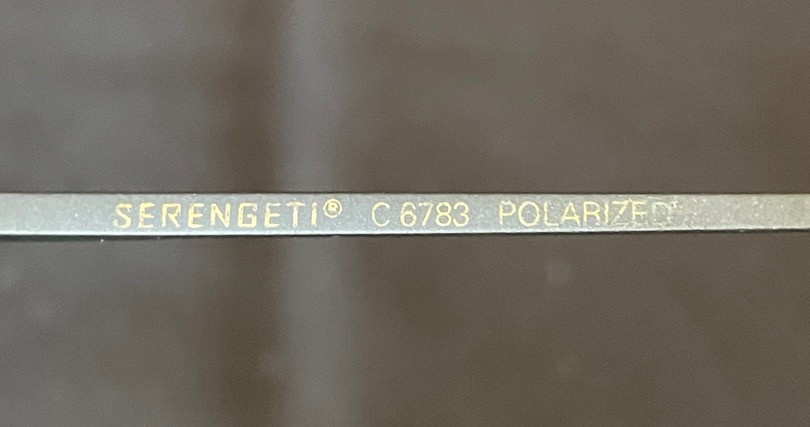 SERENGETI® C 6783 POLARIZED